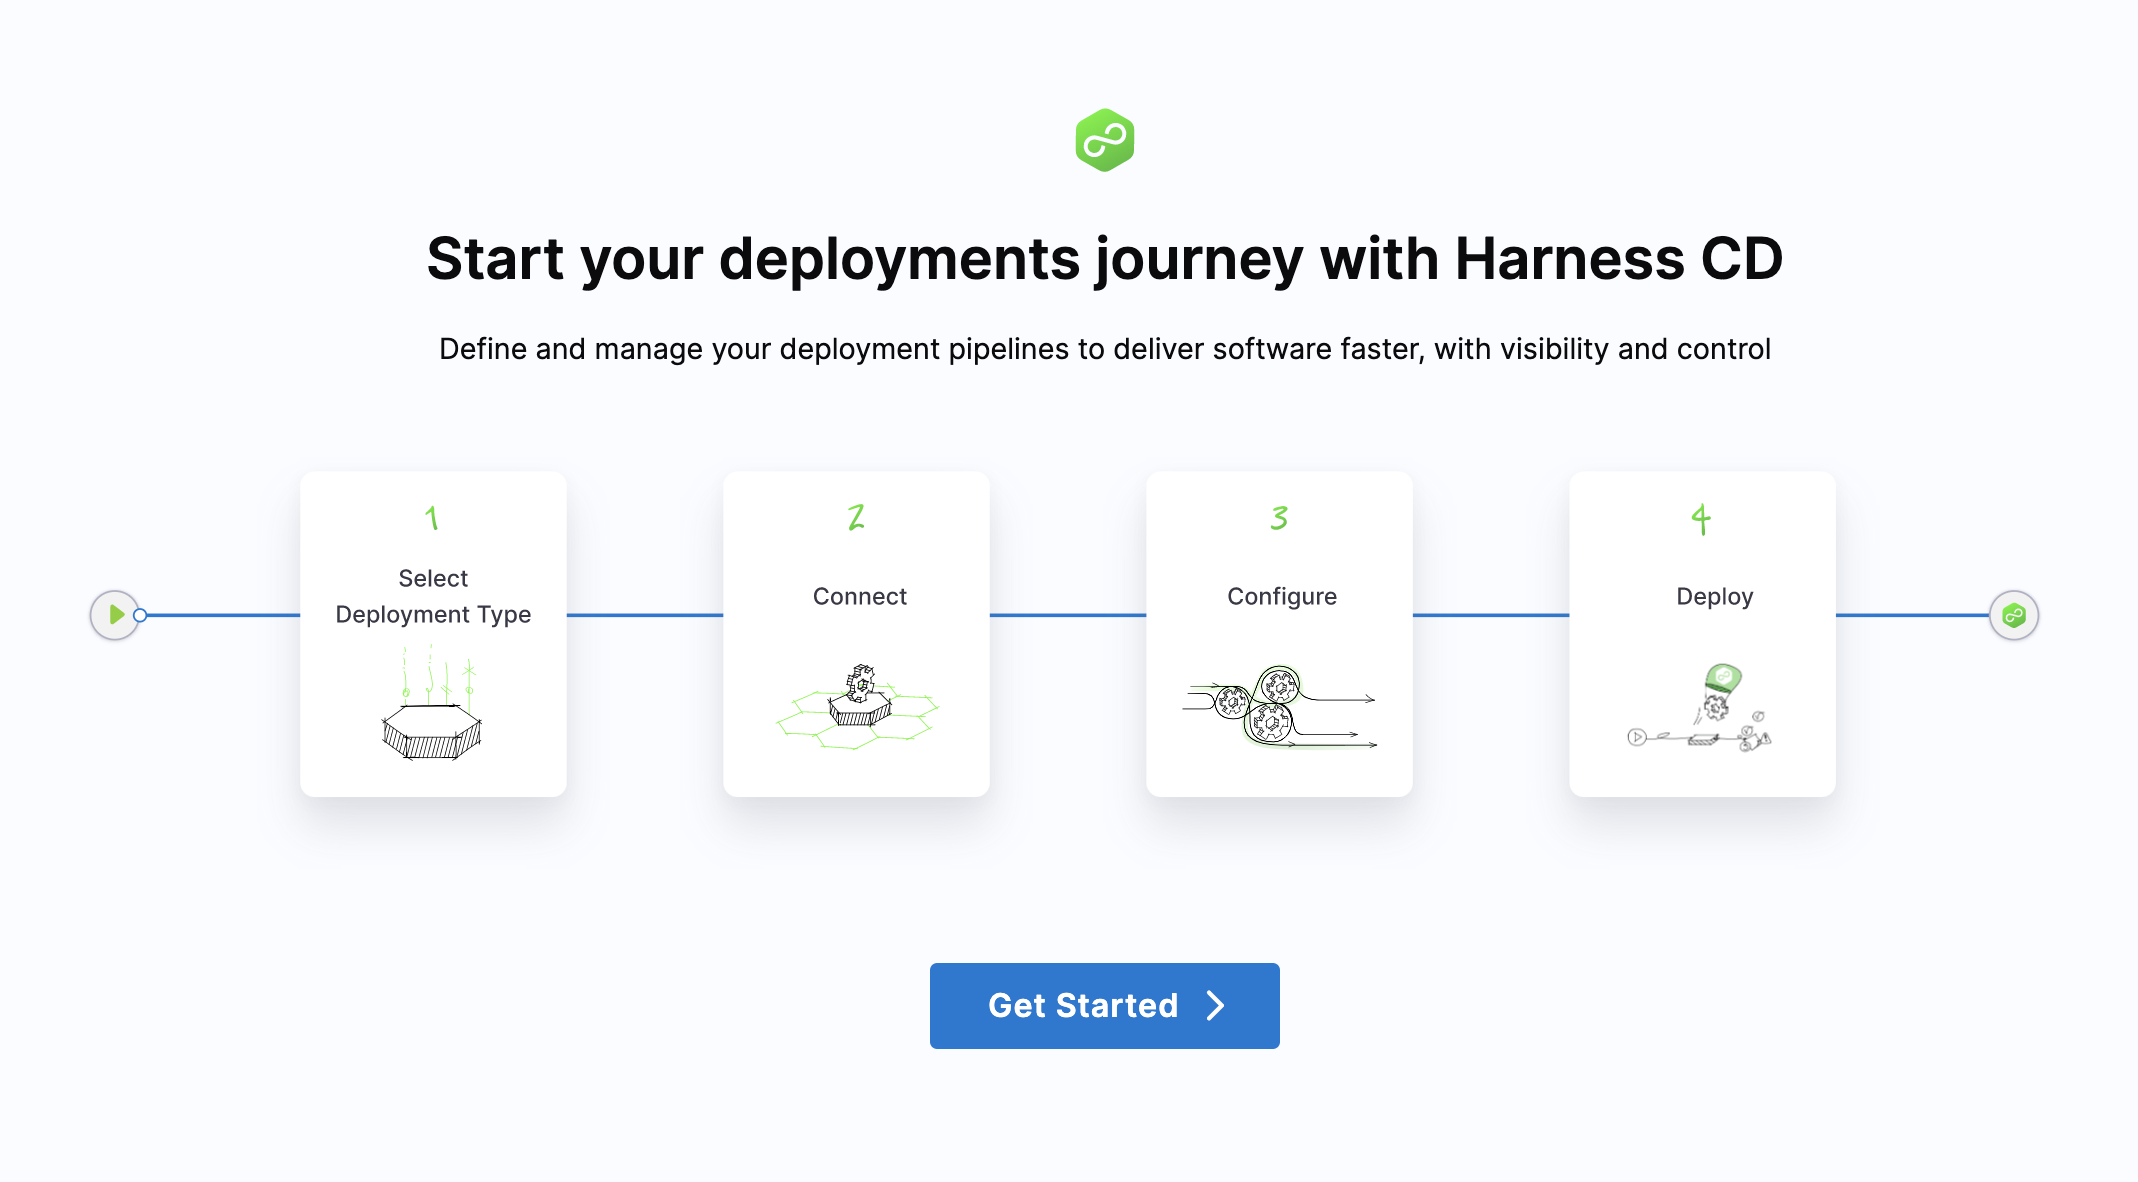 Start your deployments journey with Harness CD
Define and manage your deployment pipelines to deliver software faster, with visibility and control
1
Select
Deployment Type
2
Connect
3
Configure
4
Deploy
Get Started